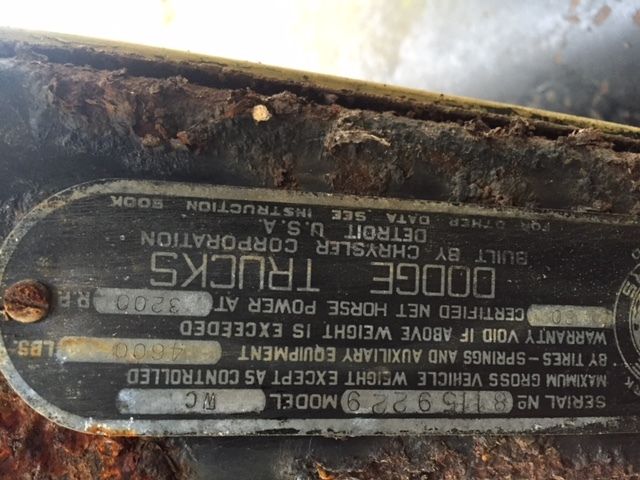 SERIAL Nº 81159229 MODEL WC
MAXIMUM GROSS VEHICLE WEIGHT EXCEPT AS CONTROLLED
BY TIRES-SPRINGS AND AUXILIARY EQUIPMENT 4600 LBS.
WARRANTY VOID IF ABOVE WEIGHT IS EXCEEDED
CERTIFIED NET HORSE POWER AT 3200 R.P.
DODGE TRUCKS
BUILT BY CHRYSLER CORPORATION
DETROIT U.S.A.
FOR OTHER DATA SEE INSTRUCTION BOOK